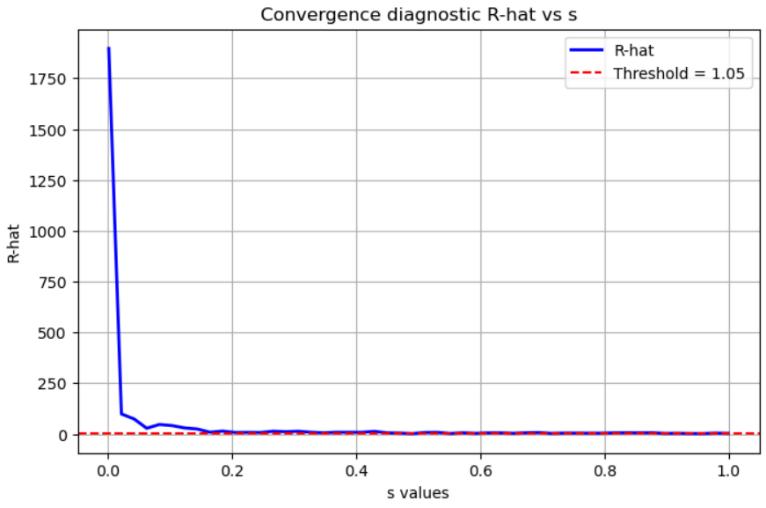 Convergence diagnostic R-hat vs s
R-hat
Threshold = 1.05
1750
1500
1250
1000
750
500
250
0
R-hat
0.0 0.2 0.4 0.6 0.8 1.0
s values